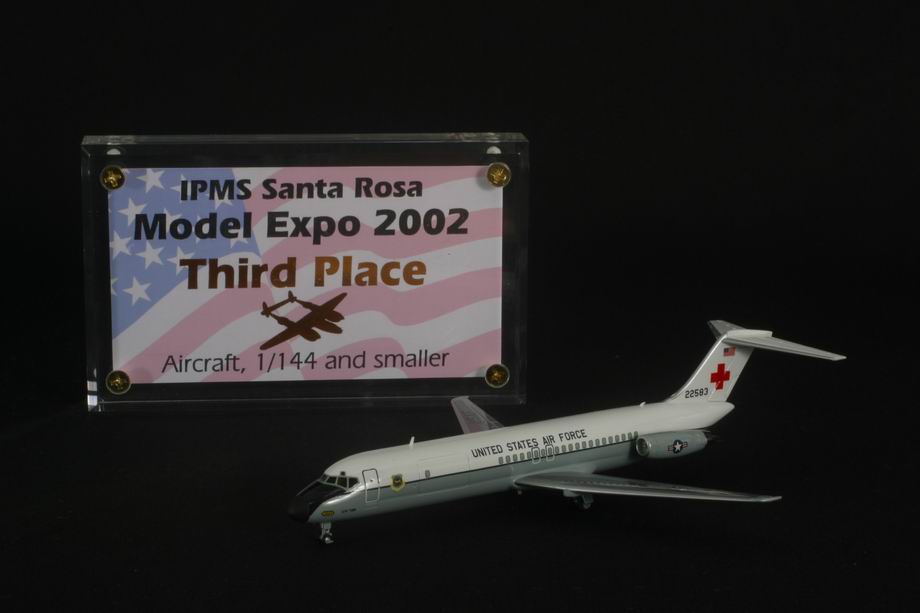 IPMS Santa Rosa
Model Expo 2002
Third Place
Aircraft, 1/144 and smaller
UNITED STATES AIR FORCE
22583